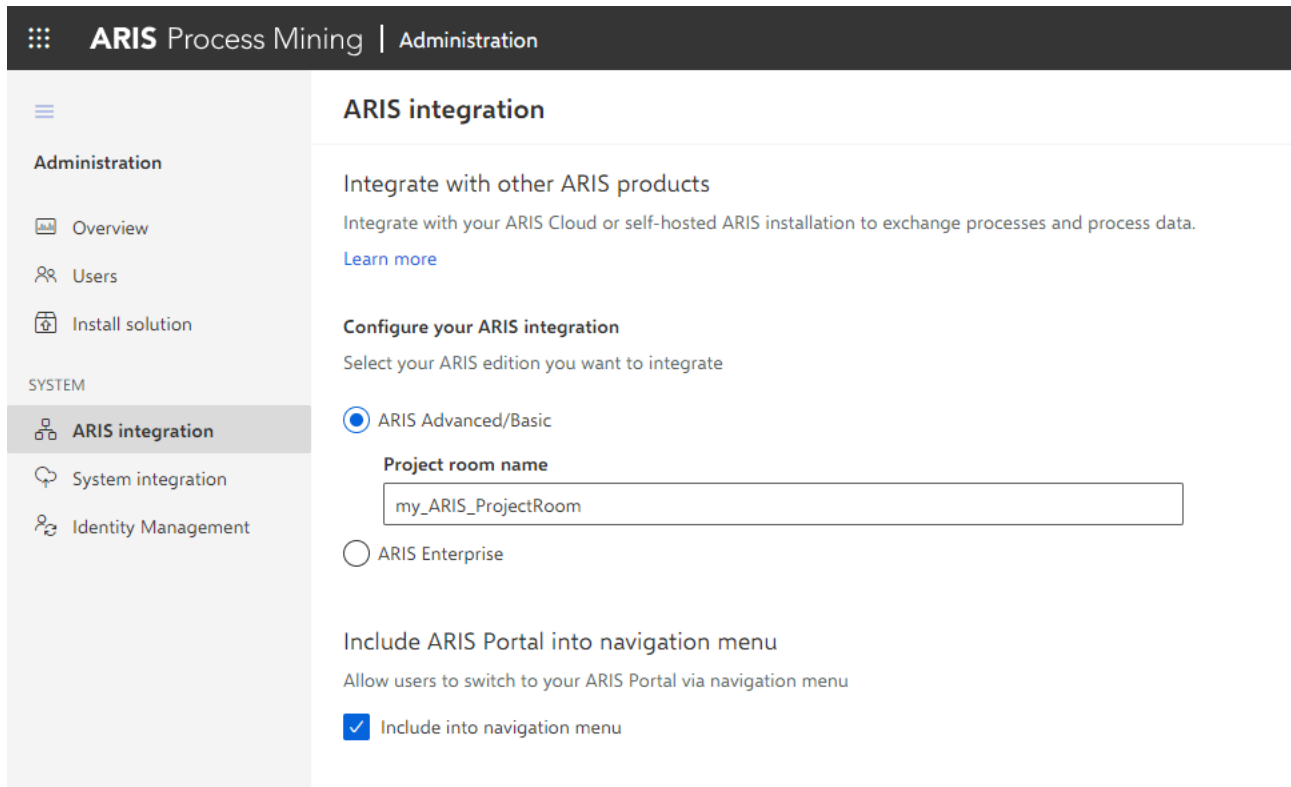 ARIS Process Mining | Administration
Administration
Overview
Users
Install solution
SYSTEM
ARIS integration
System integration
Identity Management
ARIS integration
Integrate with other ARIS products
Integrate with your ARIS Cloud or self-hosted ARIS installation to exchange processes and process data.
Learn more
Configure your ARIS integration
Select your ARIS edition you want to integrate
ARIS Advanced/Basic
Project room name
my_ARIS_ProjectRoom
ARIS Enterprise
Include ARIS Portal into navigation menu
Allow users to switch to your ARIS Portal via navigation menu
Include into navigation menu